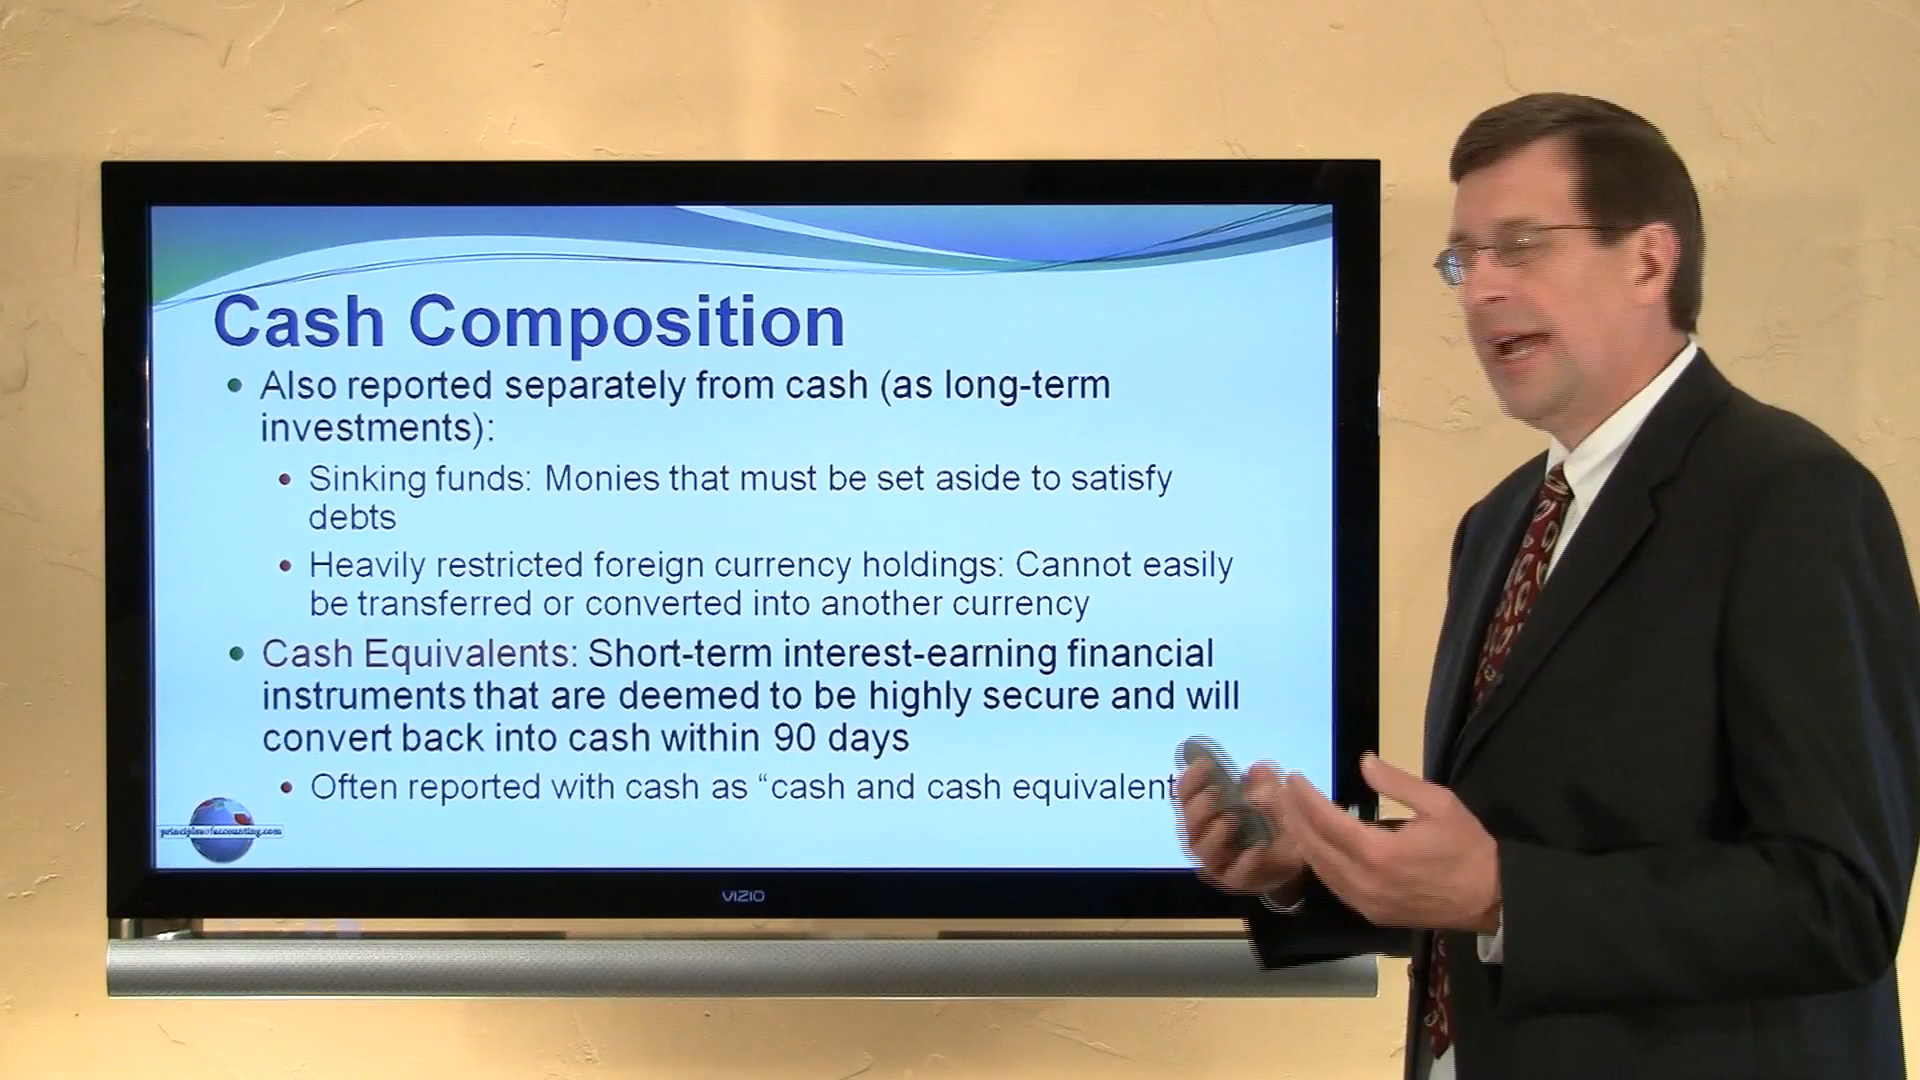 Cash Composition
• Also reported separately from cash (as long-term
investments):
• Sinking funds: Monies that must be set aside to satisfy
debts
• Heavily restricted foreign currency holdings: Cannot easily
be transferred or converted into another currency
• Cash Equivalents: Short-term interest-earning financial
instruments that are deemed to be highly secure and will
convert back into cash within 90 days
• Often reported with cash as “cash and cash equivalent
principlesofaccounting.com
VIZIO